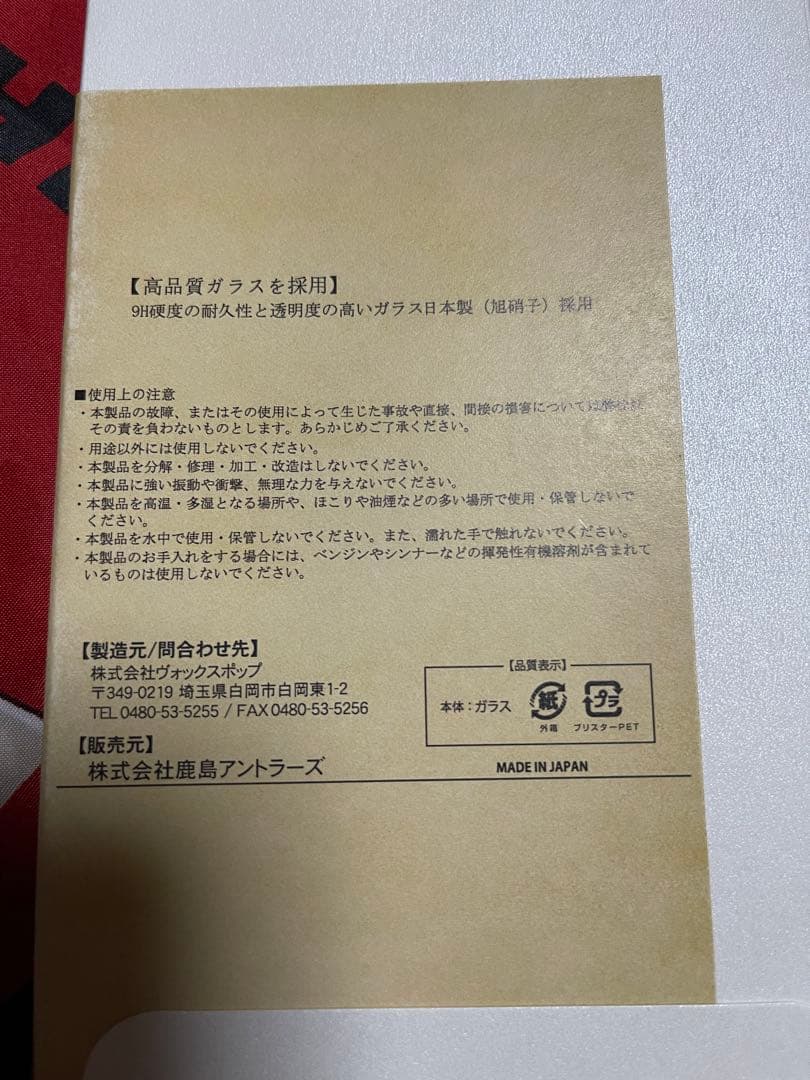 【高品質ガラスを採用】
9H硬度の耐久性と透明度の高いガラス日本製（旭硝子）採用
■使用上の注意
・本製品の故障、またはその使用によって生じた事故や直接、間接の損害については弊社は
その責を負わないものとします。あらかじめご了承ください。
・用途以外には使用しないでください。
・本製品を分解・修理・加工・改造はしないでください。
・本製品に強い振動や衝撃、無理な力を与えないでください。
・本製品を高温・多湿となる場所や、ほこりや油煙などの多い場所で使用・保管しないで
ください。
・本製品を水中で使用・保管しないでください。また、濡れた手で触れないでください。
・本製品のお手入れをする場合には、ベンジンやシンナーなどの揮発性有機溶剤が含まれて
いるものは使用しないでください。
【製造元/問合わせ先】
株式会社ヴォックスポップ
〒349-0219 埼玉県白岡市白岡東1-2
TEL 0480-53-5255 / FAX 0480-53-5256
【販売元】
株式会社鹿島アントラーズ
【品質表示】
本体：ガラス
紙
外箱
プラ
ブリスターPET
MADE IN JAPAN